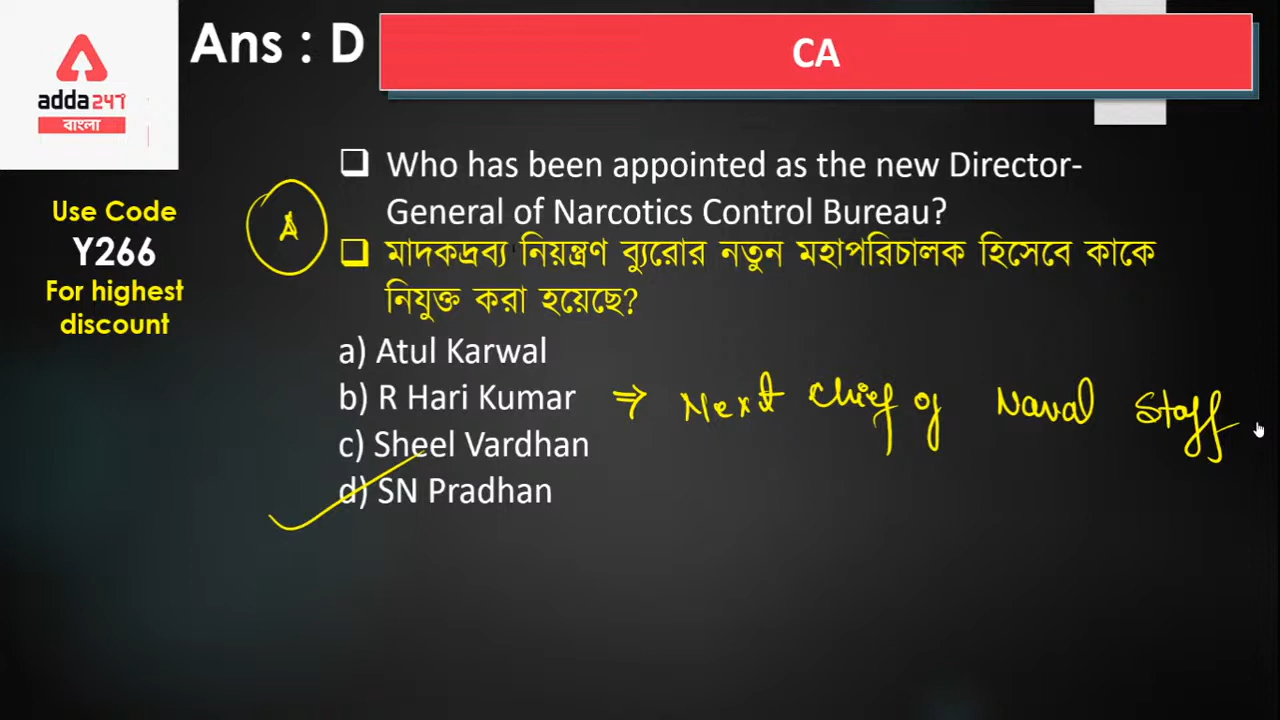 Ans : D
CA
adda 247
বাংলা
Use Code
Y266
For highest
discount
A
Who has been appointed as the new Director-
General of Narcotics Control Bureau?
মাদকদ্রব্য নিয়ন্ত্রণ ব্যুরোর নতুন মহাপরিচালক হিসেবে কাকে
নিযুক্ত করা হয়েছে?
a) Atul Karwal
b) R Hari Kumar ⇒ Next Chief of Naval Staff
c) Sheel Vardhan
d) SN Pradhan